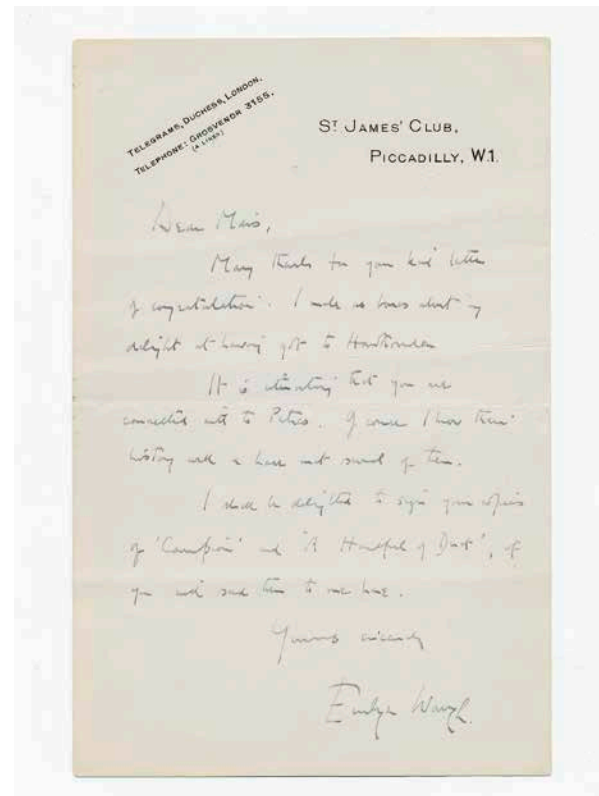 TELEGRAMS, DUCHESS, LONDON.
TELEPHONE: GROSVENOR 3155.
(4 LINES)
ST. JAMES' CLUB,
PICCADILLY, W.1.
Dear
Many thanks for your kind letter
of congratulation. I make no bones about my
delight at having got the Hawthornden
It is interesting that you are
connected with the Petres. Of course I know their
history well & have met several of them.
I shall be delighted to sign your copies
of 'Campion' and 'A Handful of Dust', if
you will send them to me here.
Yours sincerely
Evelyn Waugh.